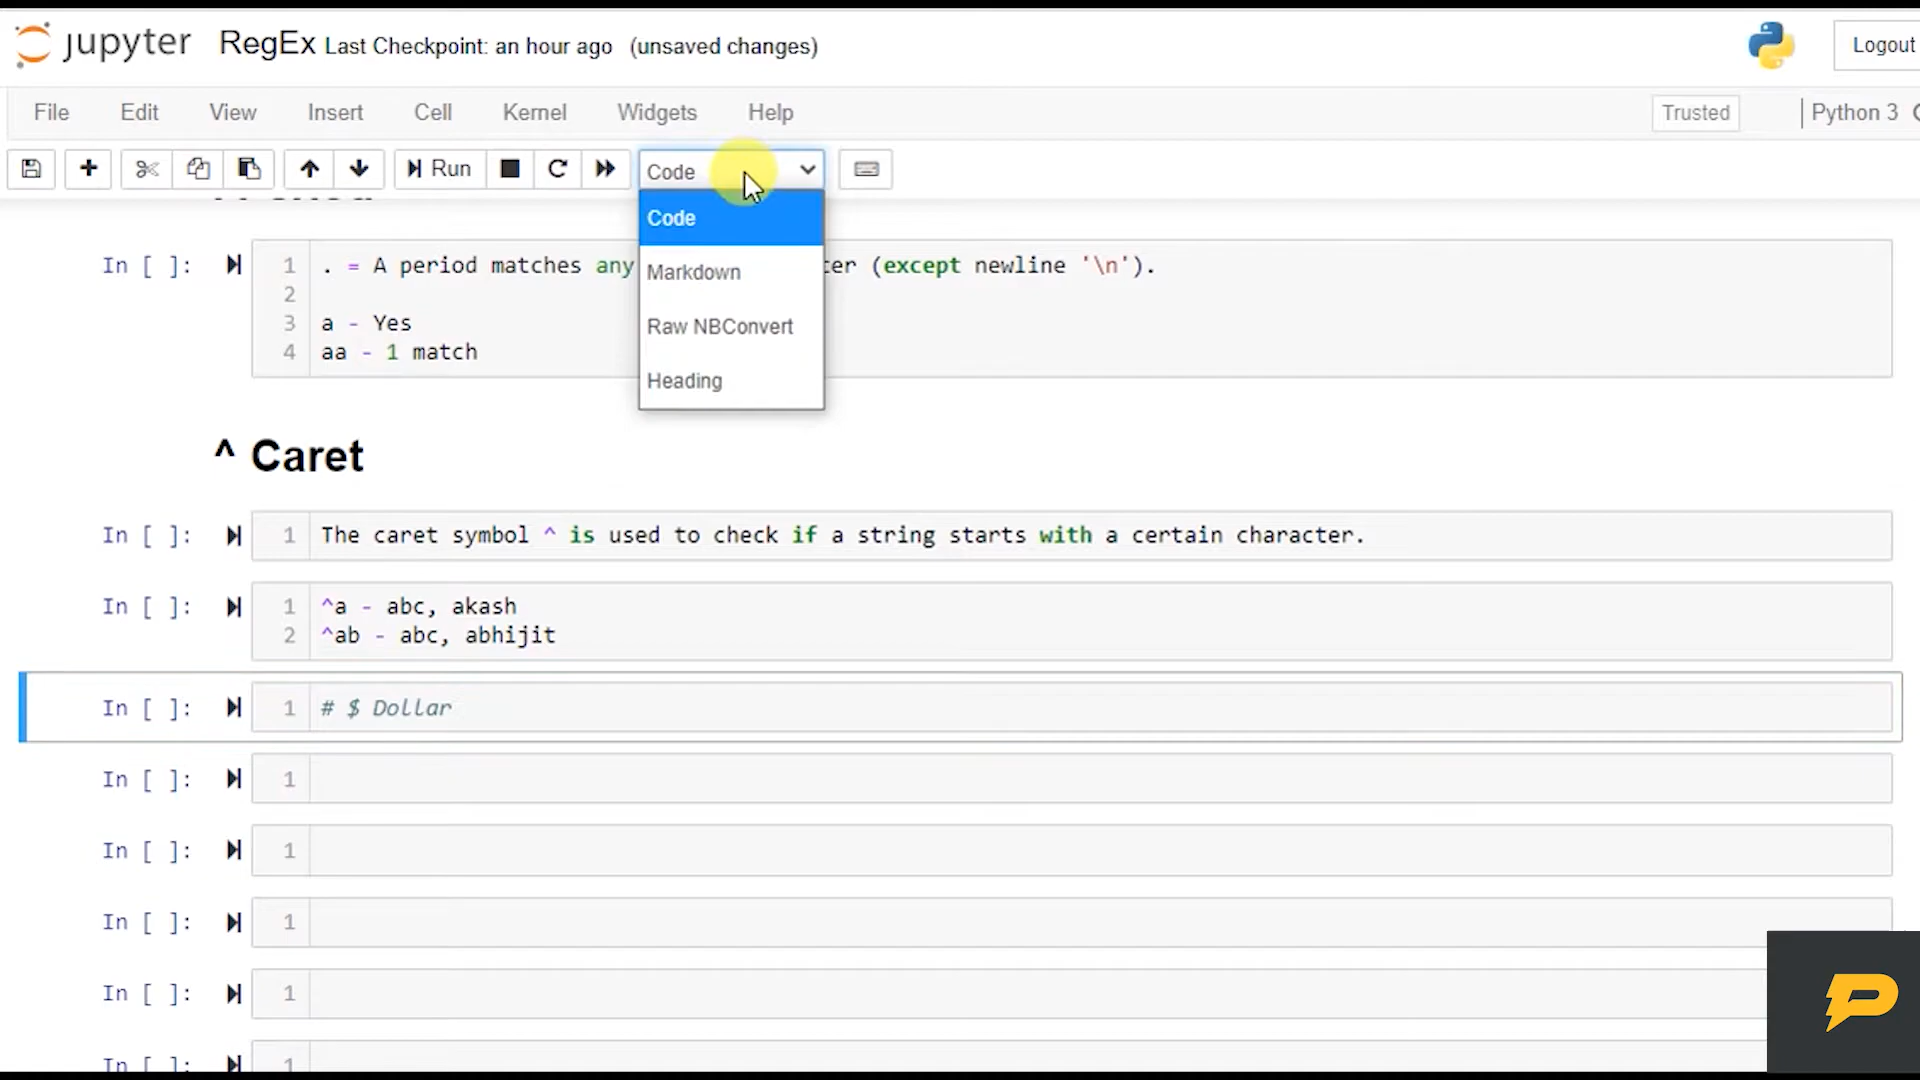 jupyter RegEx Last Checkpoint: an hour ago (unsaved changes) Logout
File Edit View Insert Cell Kernel Widgets Help Trusted Python 3
Run Code
Code
Markdown
Raw NBConvert
Heading
In [ ]: 1 . = A period matches any (except newline '\n').
2
3 a - Yes
4 aa - 1 match
^ Caret
In [ ]: 1 The caret symbol ^ is used to check if a string starts with a certain character.
In [ ]: 1 ^a - abc, akash
2 ^ab - abc, abhijit
In [ ]: 1 # $ Dollar
In [ ]: 1
In [ ]: 1
In [ ]: 1
In [ ]: 1
In [ ]: 1